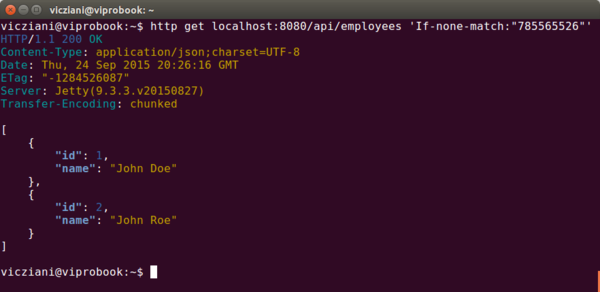 vicziani@viprobook: ~
vicziani@viprobook:~$ http get localhost:8080/api/employees 'If-none-match:"785565526"'
HTTP/1.1 200 OK
Content-Type: application/json;charset=UTF-8
Date: Thu, 24 Sep 2015 20:26:16 GMT
ETag: "-1284526087"
Server: Jetty(9.3.3.v20150827)
Transfer-Encoding: chunked
[
    {
        "id": 1,
        "name": "John Doe"
    },
    {
        "id": 2,
        "name": "John Roe"
    }
]
vicziani@viprobook:~$